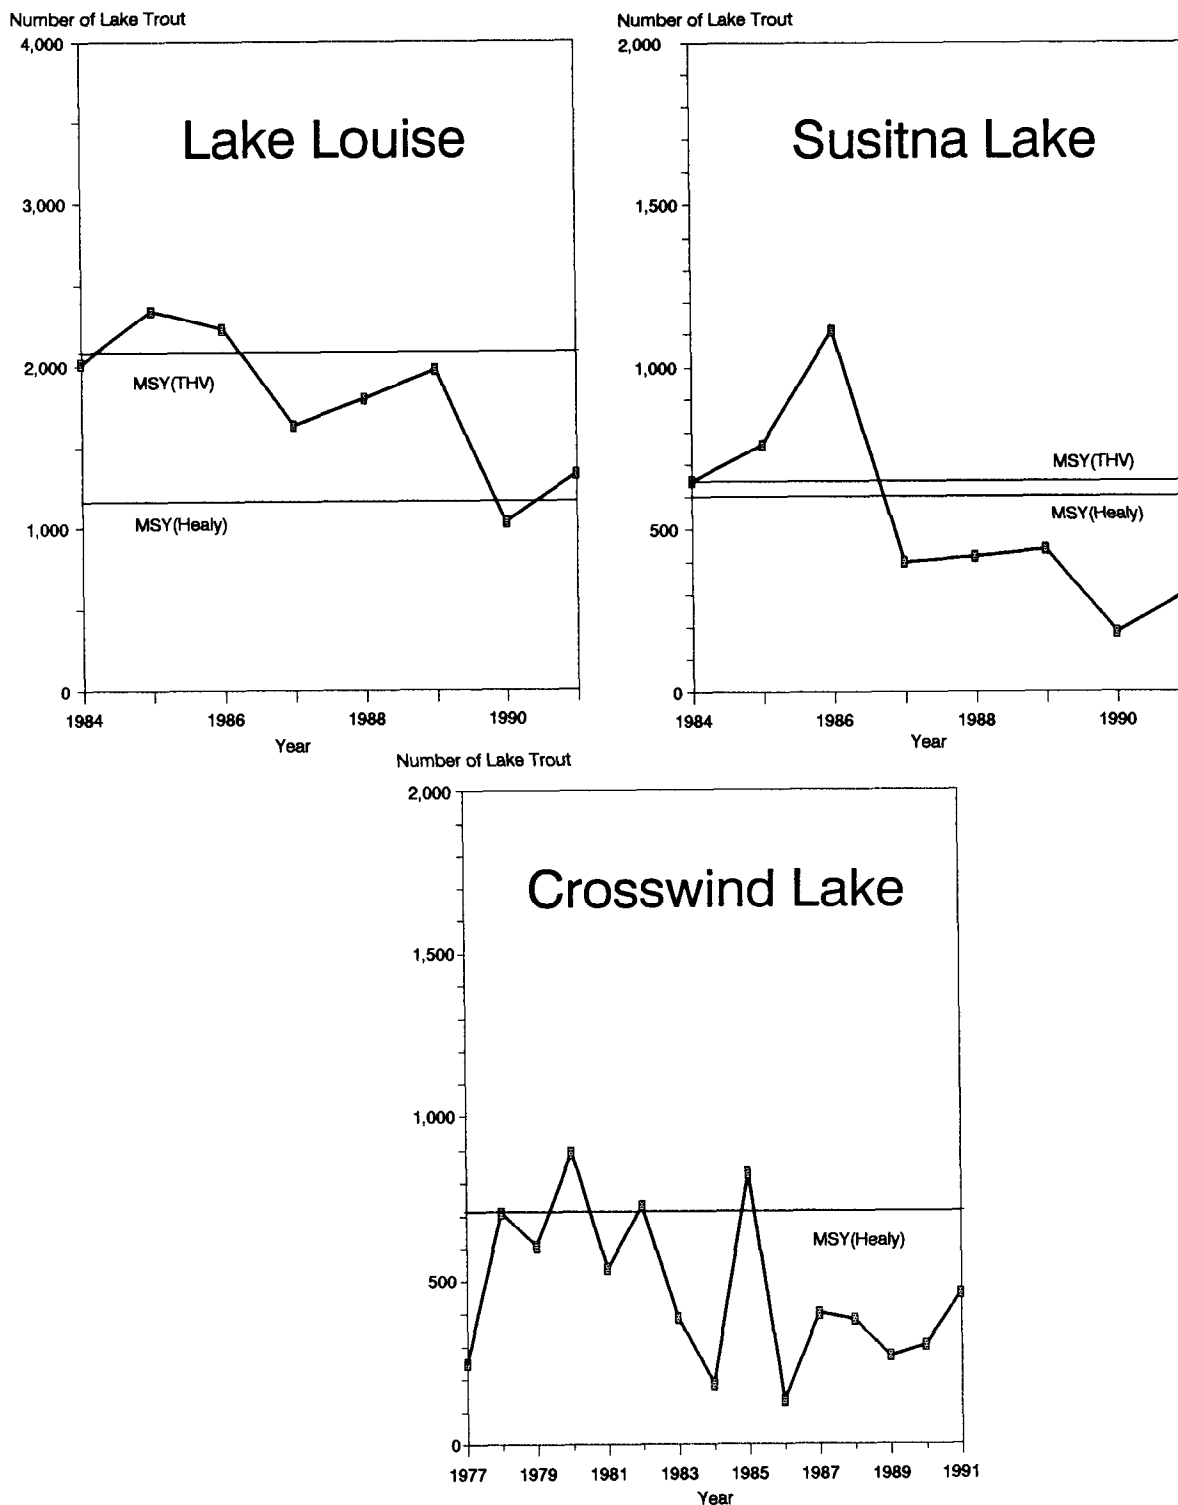 Number of Lake Trout
4,000
Lake Louise
3,000
2,000
MSY(THV)
MSY(Healy)
1,000
0
1984 1986 1988 1990
Year
Number of Lake Trout
2,000
Susitna Lake
1,500
1,000
MSY(THV)
MSY(Healy)
500
0
1984 1986 1988 1990
Year
Number of Lake Trout
2,000
Crosswind Lake
1,500
1,000
MSY(Healy)
500
0
1977 1979 1981 1983 1985 1987 1989 1991
Year